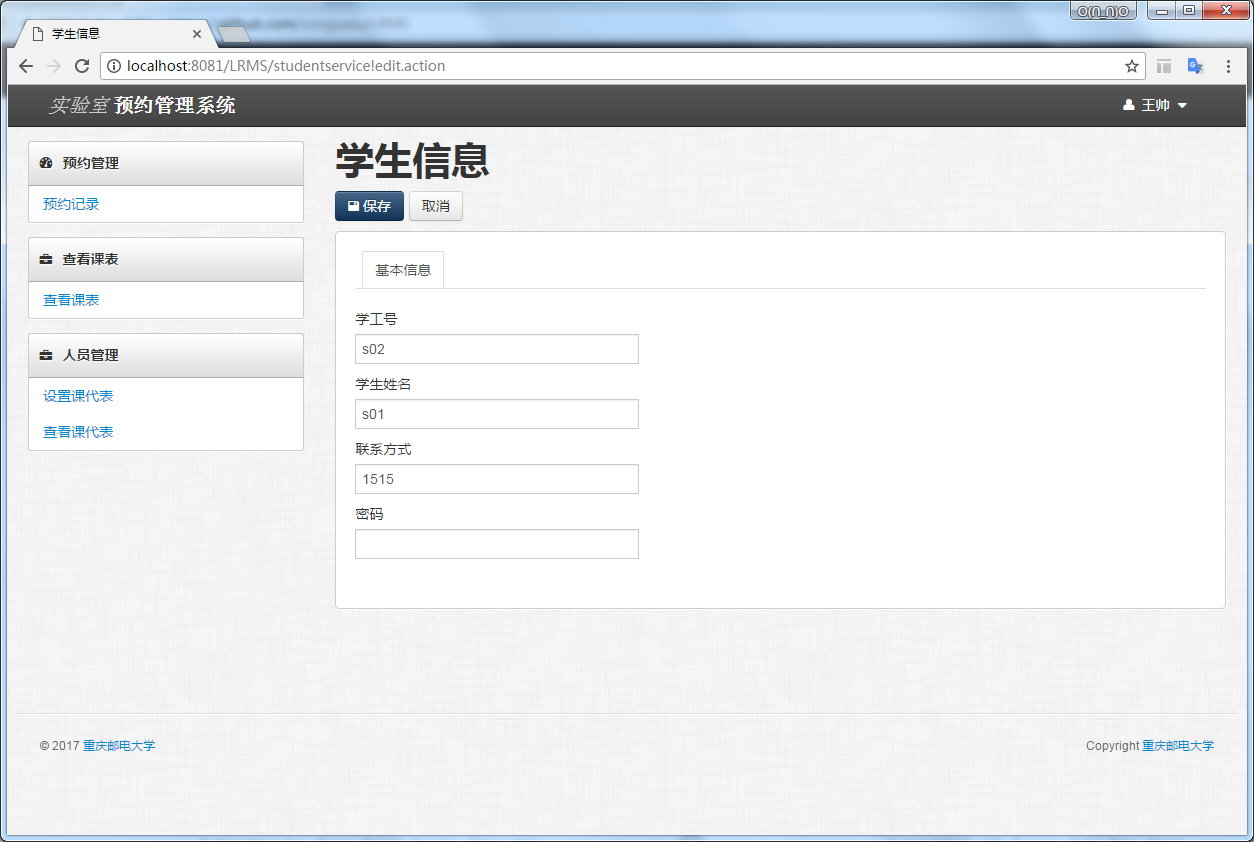 O(∩_∩)O
学生信息
localhost:8081/LRMS/studentservice!edit.action
实验室 预约管理系统
王帅
预约管理
预约记录
查看课表
查看课表
人员管理
设置课代表
查看课代表
学生信息
保存 取消
基本信息
学工号
s02
学生姓名
s01
联系方式
1515
密码
© 2017 重庆邮电大学
Copyright 重庆邮电大学